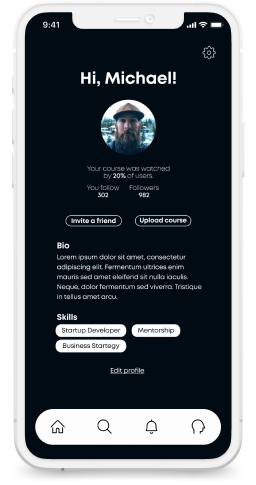 9:41
Hi, Michael!
Your course was watched
by 20% of users.
You follow Followers
302 982
Invite a friend Upload course
Bio
Lorem ipsum dolor sit amet, consectetur
adipiscing elit. Fermentum ultrices enim
mauris sed amet eleifend sit nulla iaculis.
Neque, dolor fermentum sed viverra. Tristique
in tellus amet arcu.
Skills
Startup Developer Mentorship
Business Startegy
Edit profile